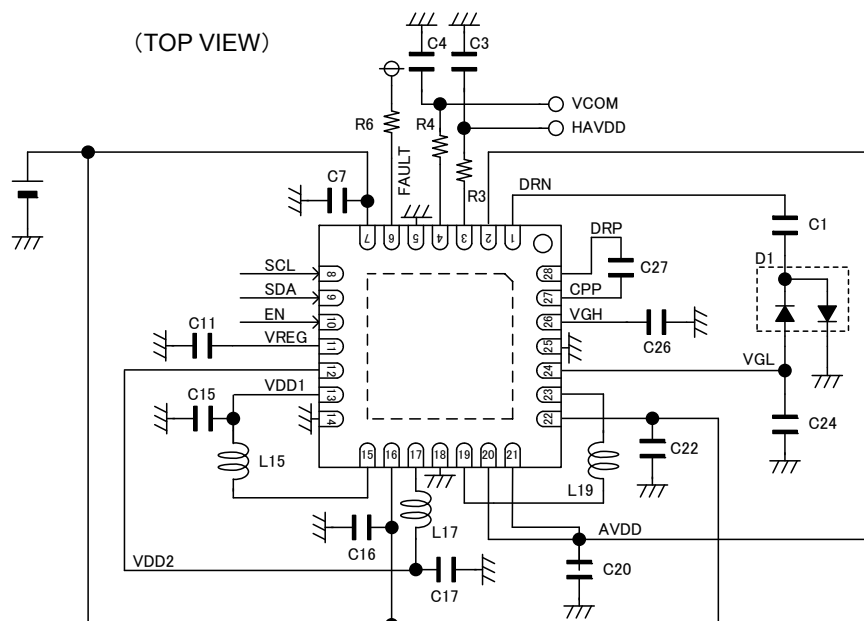 (TOP VIEW)
C4
C3
VCOM
HAVDD
R6
R4
R3
C7
FAULT
DRN
C1
7
6
5
4
3
2
1
DRP
C27
D1
SCL
8
28
SDA
9
27
CPP
EN
10
26
VGH
C11
VREG
11
25
C26
12
24
VGL
C15
VDD1
13
23
14
22
C24
C22
L15
15
16
17
18
19
20
21
L19
C16
L17
AVDD
VDD2
C17
C20